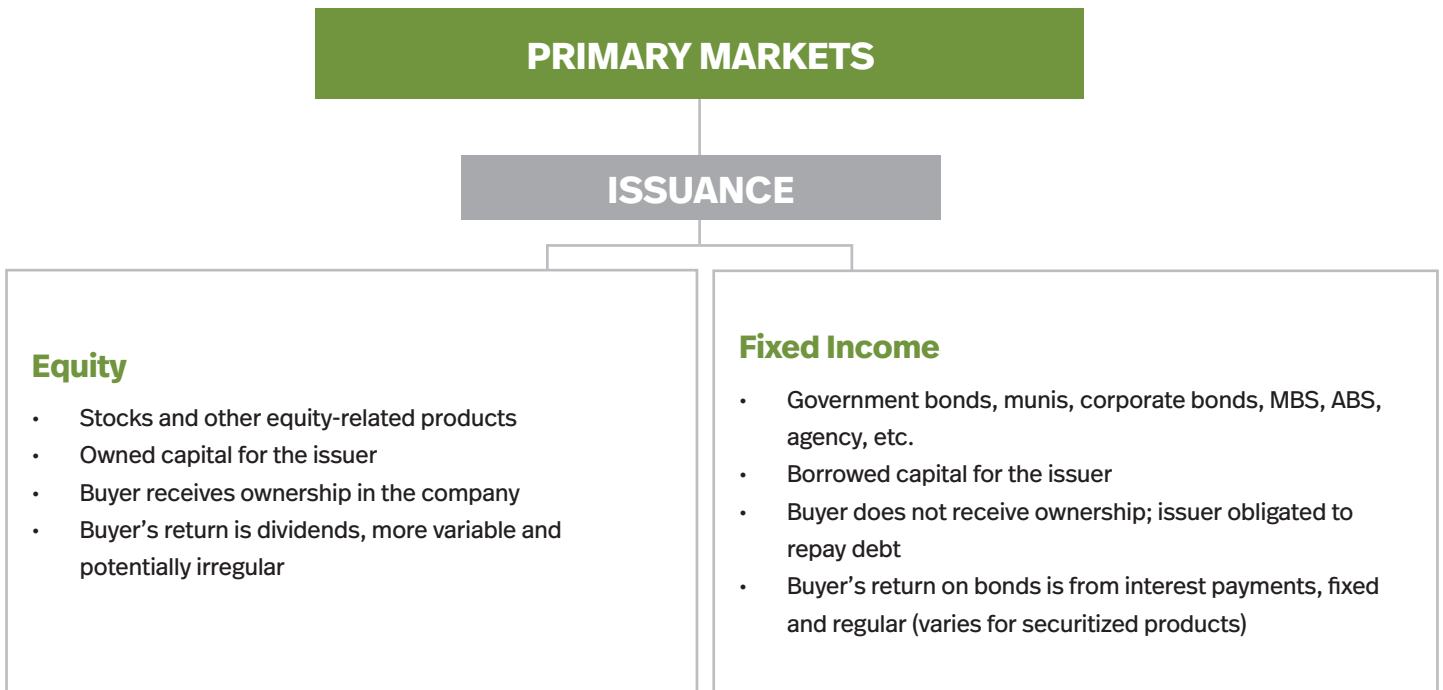 PRIMARY MARKETS
ISSUANCE
Equity
• Stocks and other equity-related products
• Owned capital for the issuer
• Buyer receives ownership in the company
• Buyer’s return is dividends, more variable and
potentially irregular
Fixed Income
• Government bonds, munis, corporate bonds, MBS, ABS,
agency, etc.
• Borrowed capital for the issuer
• Buyer does not receive ownership; issuer obligated to
repay debt
• Buyer’s return on bonds is from interest payments, fixed
and regular (varies for securitized products)